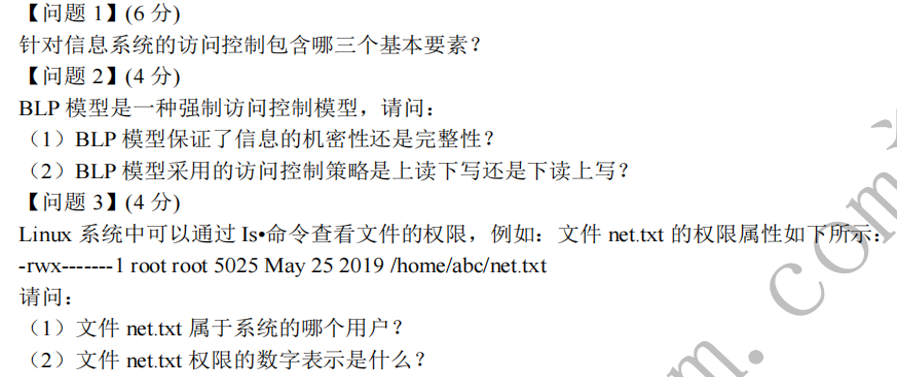 【问题 1】(6 分)
针对信息系统的访问控制包含哪三个基本要素？
【问题 2】(4 分)
BLP 模型是一种强制访问控制模型，请问：
（1）BLP 模型保证了信息的机密性还是完整性？
（2）BLP 模型采用的访问控制策略是上读下写还是下读上写？
【问题 3】(4 分)
Linux 系统中可以通过 Is•命令查看文件的权限，例如：文件 net.txt 的权限属性如下所示：
-rwx-------1 root root 5025 May 25 2019 /home/abc/net.txt
请问：
（1）文件 net.txt 属于系统的哪个用户？
（2）文件 net.txt 权限的数字表示是什么？
m. com